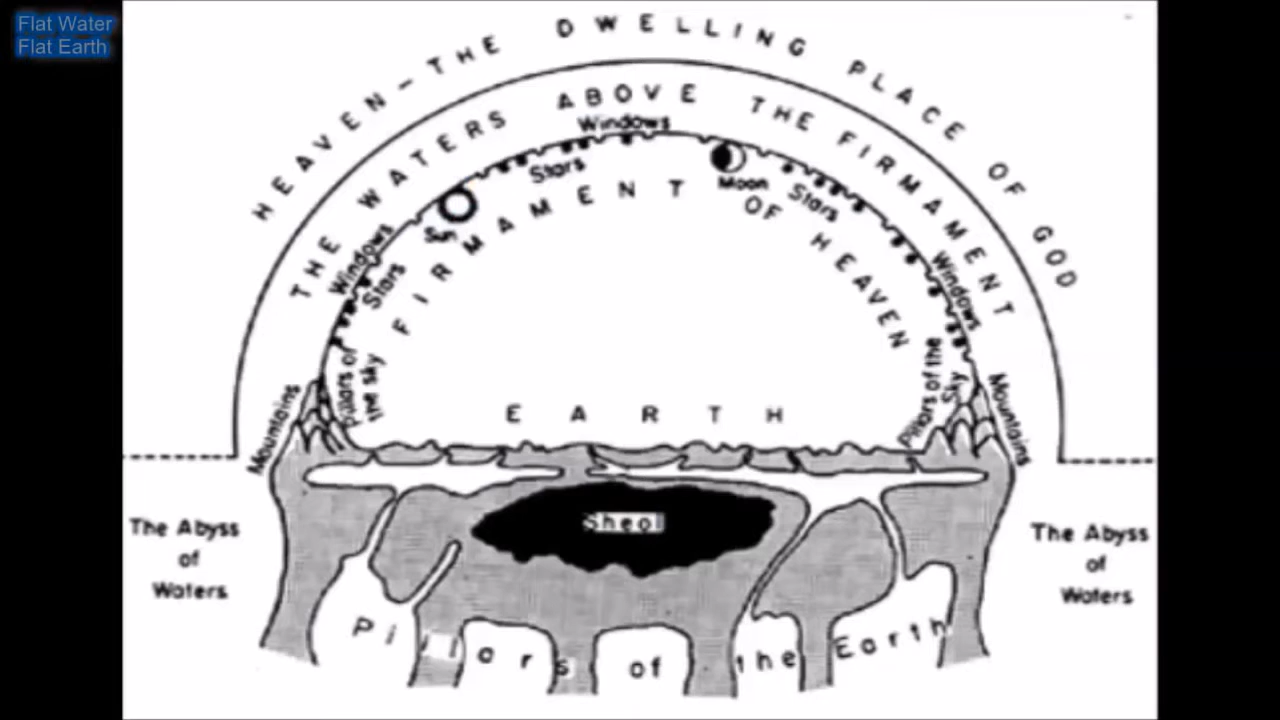 Flat Water
Flat Earth
HEAVEN - THE DWELLING PLACE OF GOD
THE WATERS ABOVE THE FIRMAMENT
Windows
Stars
Moon
Stars
Sun
Windows
Stars
FIRMAMENT OF HEAVEN
Windows
Pillars of
the sky
Pillars of the
Sky
Mountains
Mountains
EARTH
Sheol
The Abyss
of
Waters
The Abyss
of
Waters
Pillars of the Earth